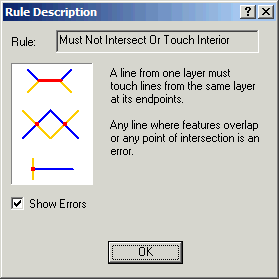 Rule Description
Rule:
Must Not Intersect Or Touch Interior
A line from one layer must
touch lines from the same layer
at its endpoints.
Any line where features overlap
or any point of intersection is an
error.
Show Errors
OK